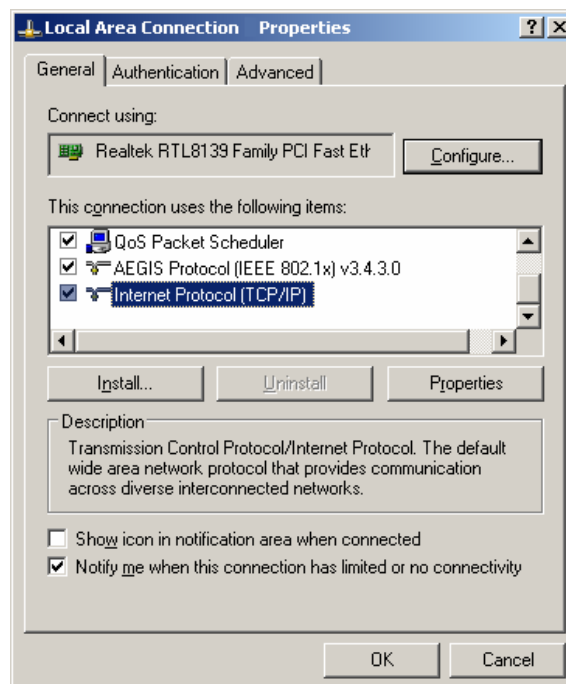 Local Area Connection Properties
General Authentication Advanced
Connect using:
Realtek RTL8139 Family PCI Fast Eth
Configure...
This connection uses the following items:
QoS Packet Scheduler
AEGIS Protocol (IEEE 802.1x) v3.4.3.0
Internet Protocol (TCP/IP)
Install... Uninstall Properties
Description
Transmission Control Protocol/Internet Protocol. The default
wide area network protocol that provides communication
across diverse interconnected networks.
Show icon in notification area when connected
Notify me when this connection has limited or no connectivity
OK Cancel